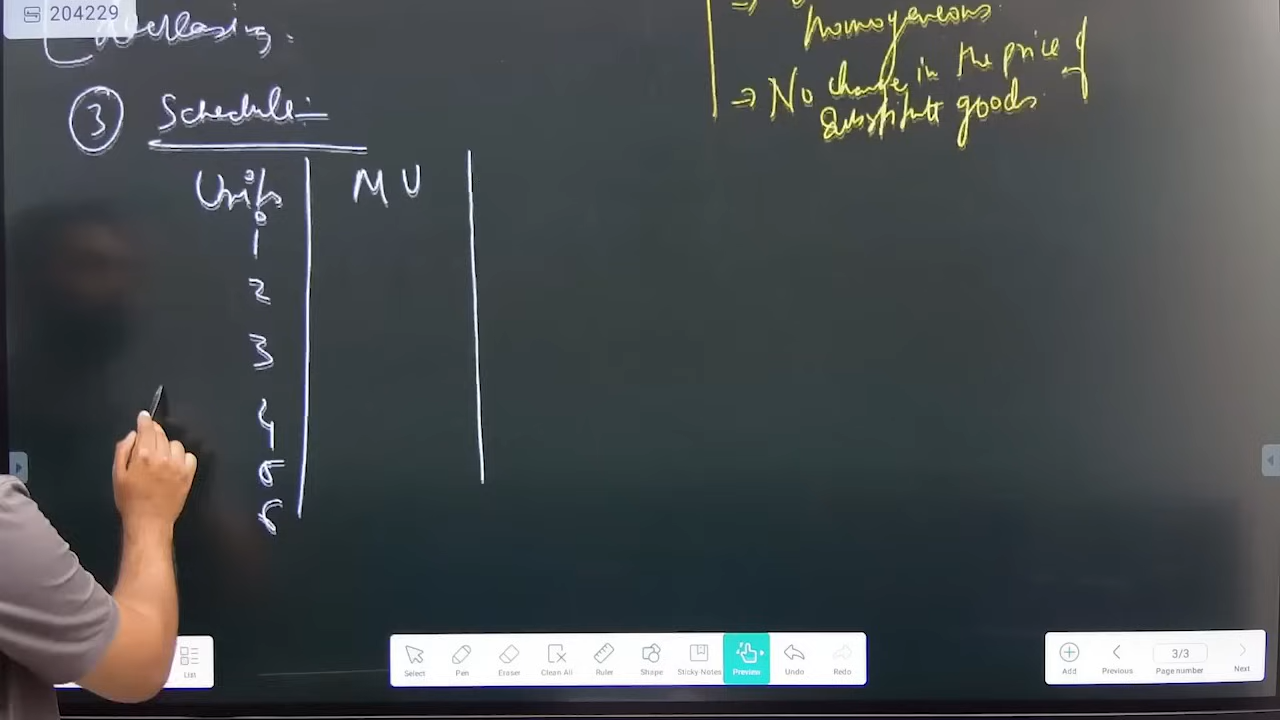 204229
homogeneous.
→ No change in the price of
substitute goods.
③ Schedule:-
Units MU
1
2
3
4
5
6
Select Pen Eraser Clean All Ruler Shape Sticky Notes Preview Undo Redo
List
Add Previous 3/3 Page number Next